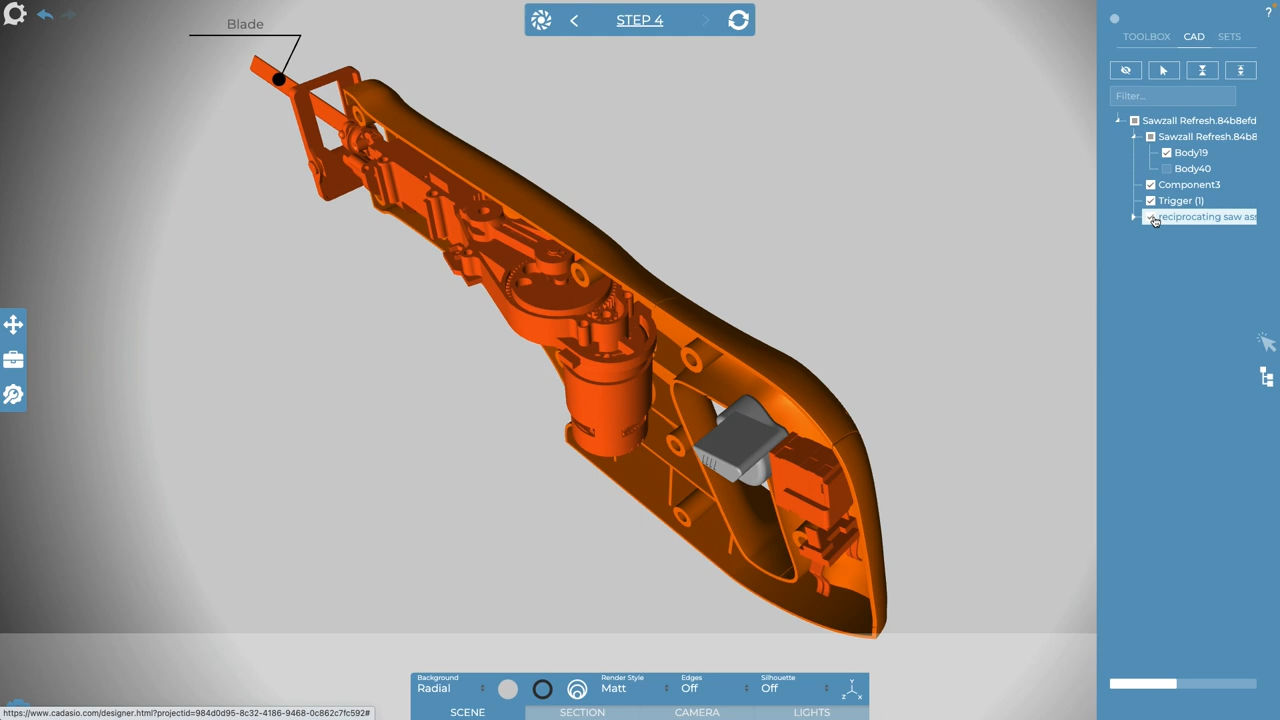 Blade
STEP 4
?
TOOLBOX CAD SETS
Filter...
Sawzall Refresh.84b8efd
Sawzall Refresh.84b8
Body19
Body40
Component3
Trigger (1)
reciprocating saw ass
Background
Radial
Render Style
Matt
Edges
Off
Silhouette
Off
Y
Z X
SCENE SECTION CAMERA LIGHTS
https://www.cadasio.com/designer.html?projectid=984d0d95-8c32-4186-9468-0c862c7fc592#